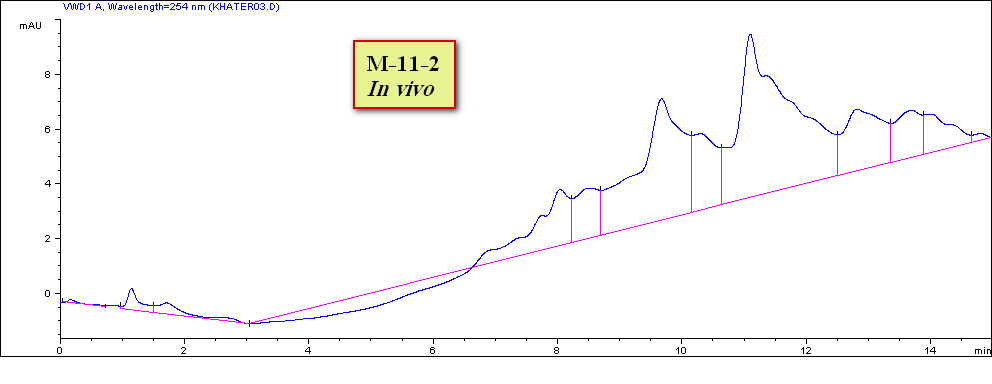 VWD1 A, Wavelength=254 nm (KHATER03.D)
mAU
M-11-2
In vivo
8
6
4
2
0
0 2 4 6 8 10 12 14 min